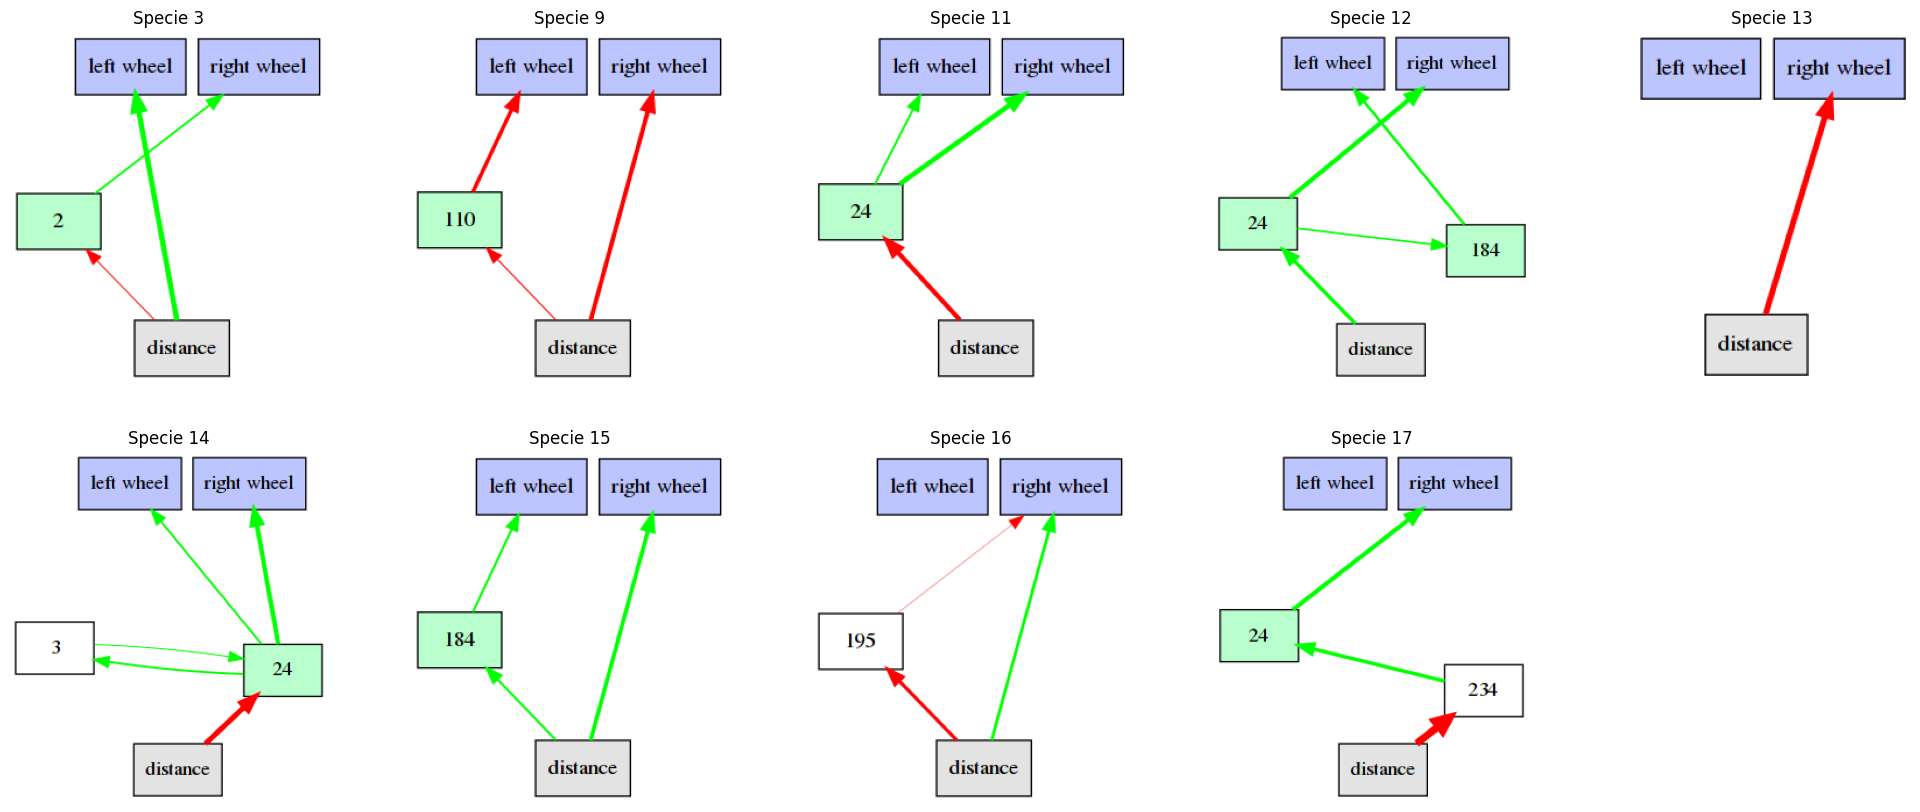 Specie 3
left wheel
right wheel
2
distance
Specie 9
left wheel
right wheel
110
distance
Specie 11
left wheel
right wheel
24
distance
Specie 12
left wheel
right wheel
24
184
distance
Specie 13
left wheel
right wheel
distance
Specie 14
left wheel
right wheel
3
24
distance
Specie 15
left wheel
right wheel
184
distance
Specie 16
left wheel
right wheel
195
distance
Specie 17
left wheel
right wheel
24
234
distance